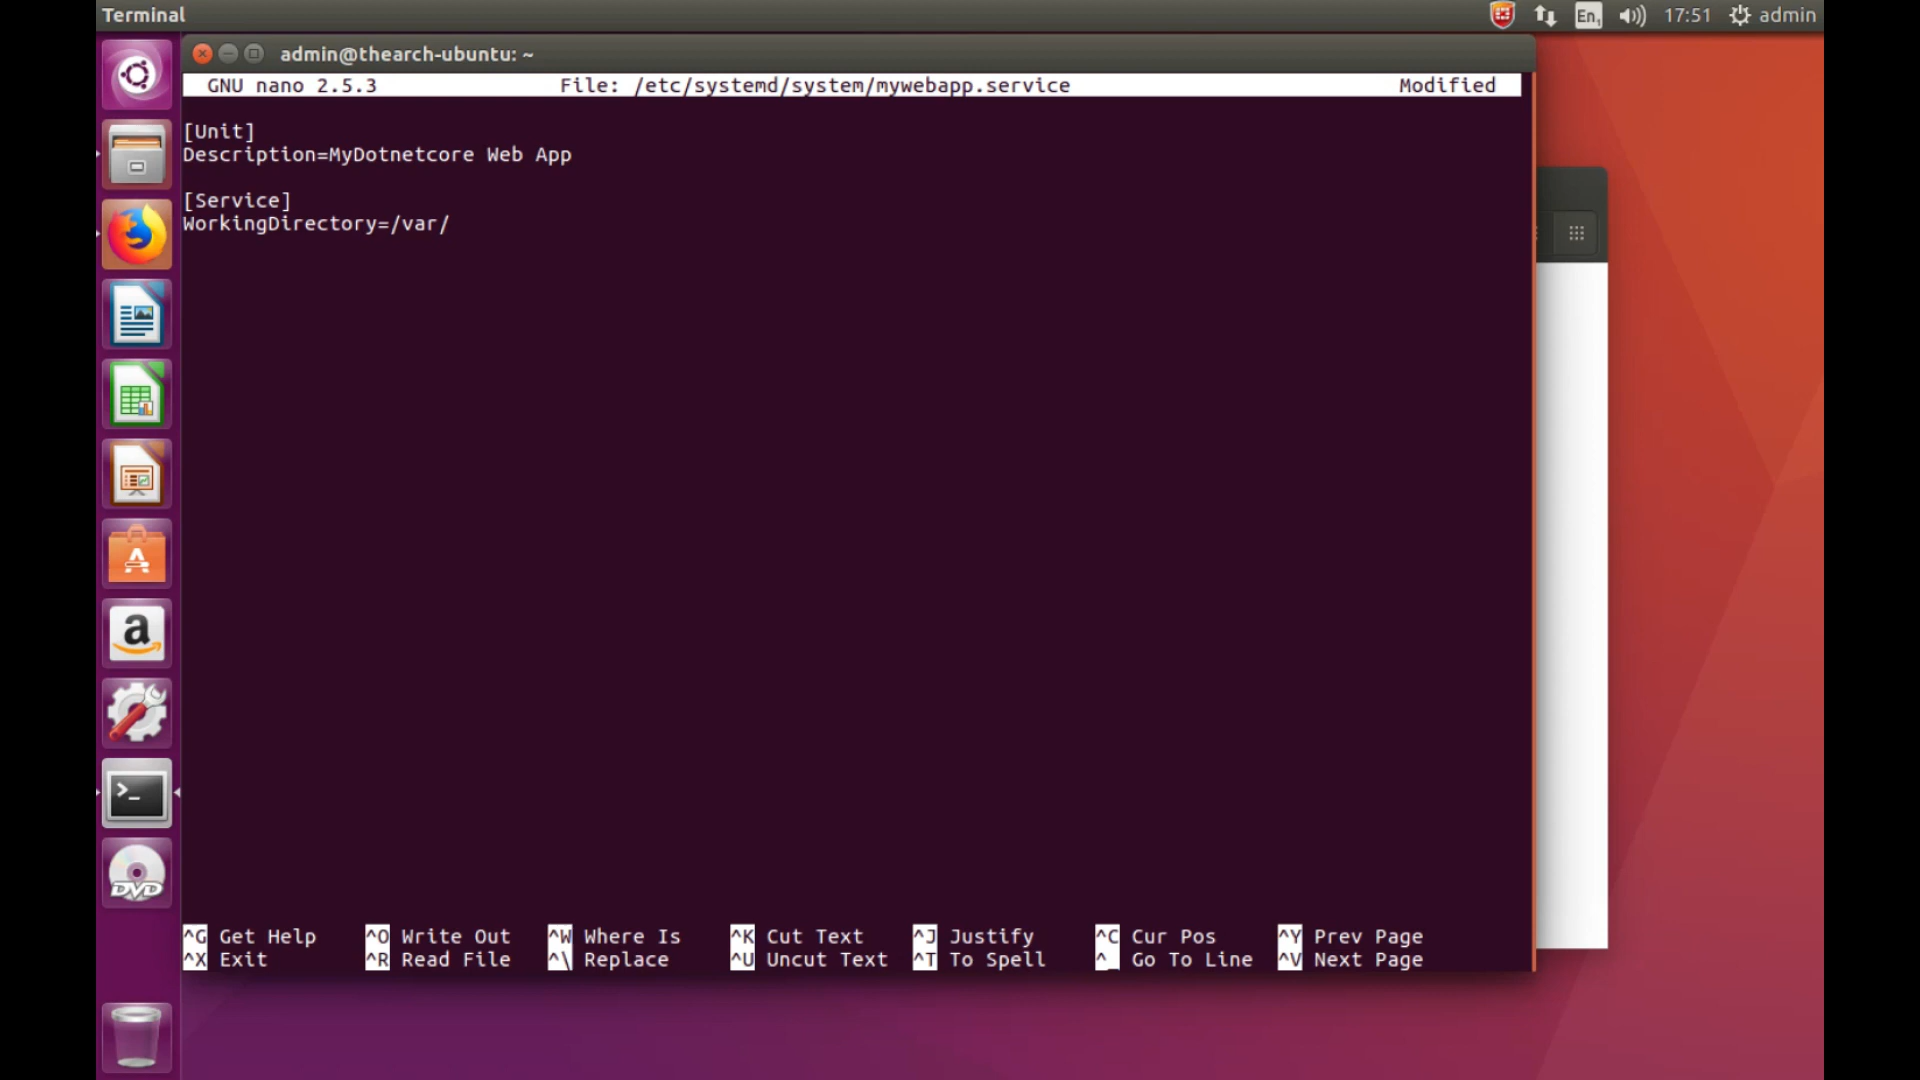 Terminal
En1
17:51
admin
admin@thearch-ubuntu: ~
GNU nano 2.5.3 File: /etc/systemd/system/mywebapp.service Modified
[Unit]
Description=MyDotnetcore Web App
[Service]
WorkingDirectory=/var/
^G Get Help ^O Write Out ^W Where Is ^K Cut Text ^J Justify ^C Cur Pos ^Y Prev Page
^X Exit ^R Read File ^\ Replace ^U Uncut Text ^T To Spell ^_ Go To Line ^V Next Page
A
a
>_
DVD